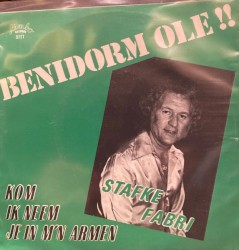 BENIDORM OLE!!
STAFKE
FABRI
KOM
IK NEEM
JE IN M'N ARMEN